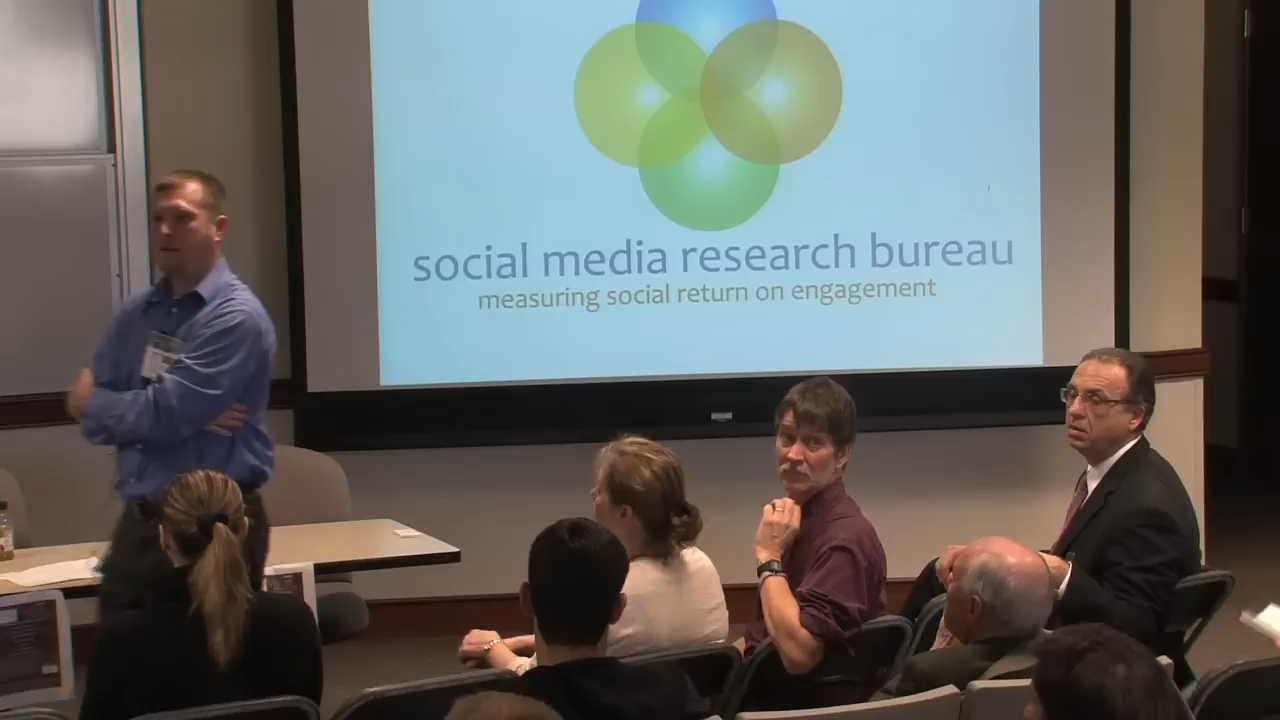 social media research bureau
measuring social return on engagement